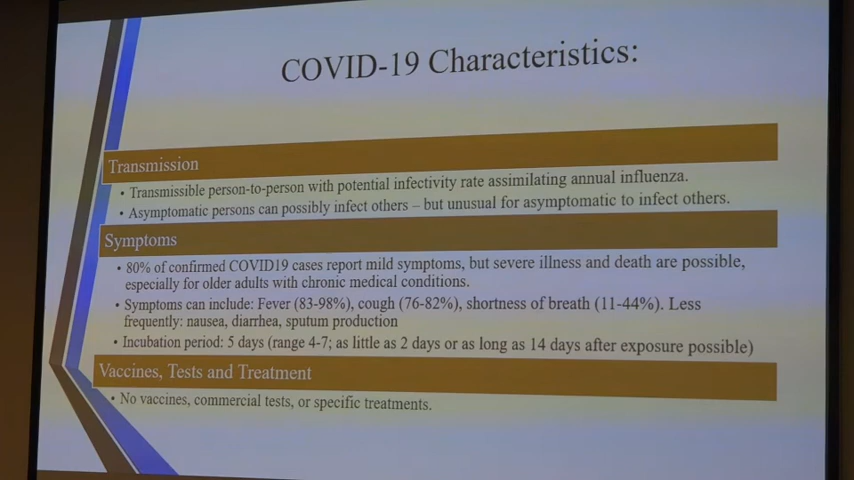 COVID-19 Characteristics:
Transmission
• Transmissible person-to-person with potential infectivity rate assimilating annual influenza.
• Asymptomatic persons can possibly infect others – but unusual for asymptomatic to infect others.
Symptoms
• 80% of confirmed COVID19 cases report mild symptoms, but severe illness and death are possible,
especially for older adults with chronic medical conditions.
• Symptoms can include: Fever (83-98%), cough (76-82%), shortness of breath (11-44%). Less
frequently: nausea, diarrhea, sputum production
• Incubation period: 5 days (range 4-7; as little as 2 days or as long as 14 days after exposure possible)
Vaccines, Tests and Treatment
• No vaccines, commercial tests, or specific treatments.